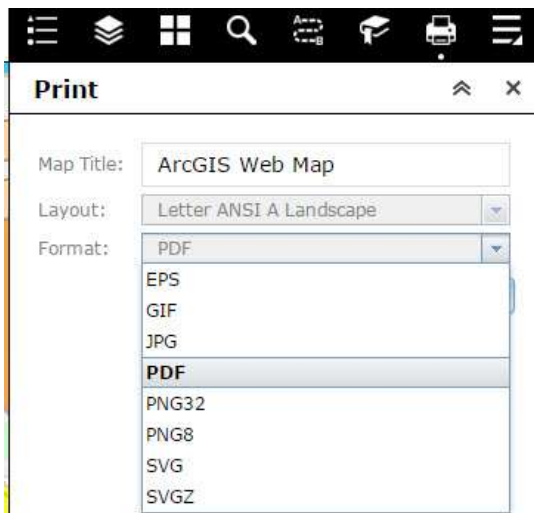 A
B
Print
Map Title: ArcGIS Web Map
Layout: Letter ANSI A Landscape
Format: PDF
EPS
GIF
JPG
PDF
PNG32
PNG8
SVG
SVGZ